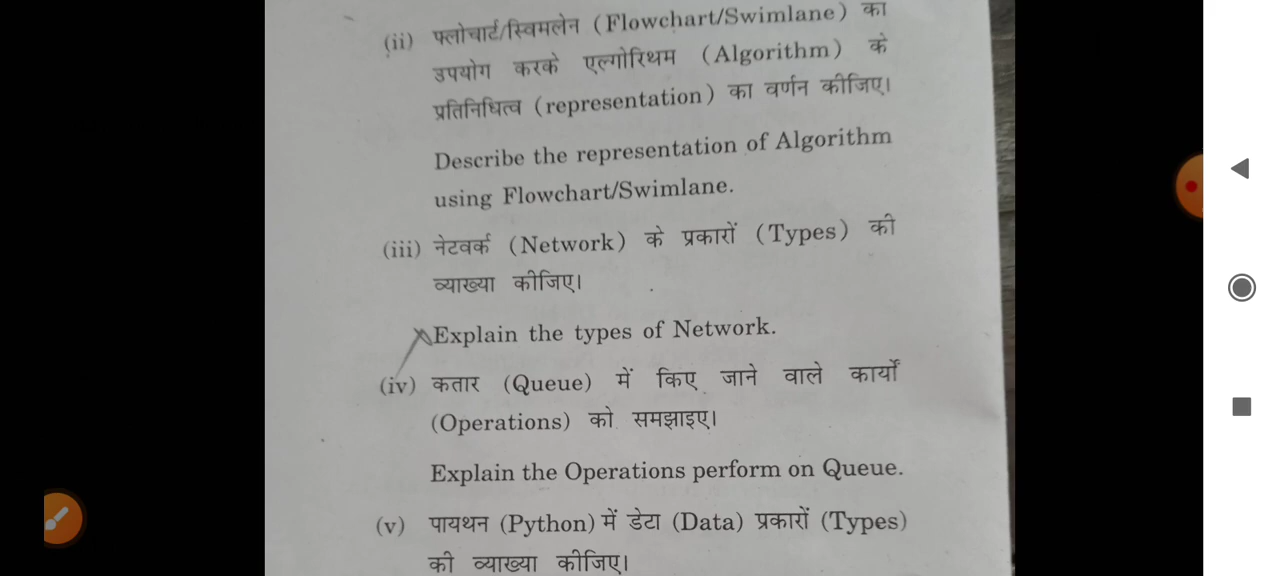 (ii) फ्लोचार्ट/स्विमलेन (Flowchart/Swimlane) का
उपयोग करके एल्गोरिथम (Algorithm) के
प्रतिनिधित्व (representation) का वर्णन कीजिए।
Describe the representation of Algorithm
using Flowchart/Swimlane.
(iii) नेटवर्क (Network) के प्रकारों (Types) की
व्याख्या कीजिए।
Explain the types of Network.
(iv) कतार (Queue) में किए जाने वाले कार्यों
(Operations) को समझाइए।
Explain the Operations perform on Queue.
(v) पायथन (Python) में डेटा (Data) प्रकारों (Types)
की व्याख्या कीजिए।